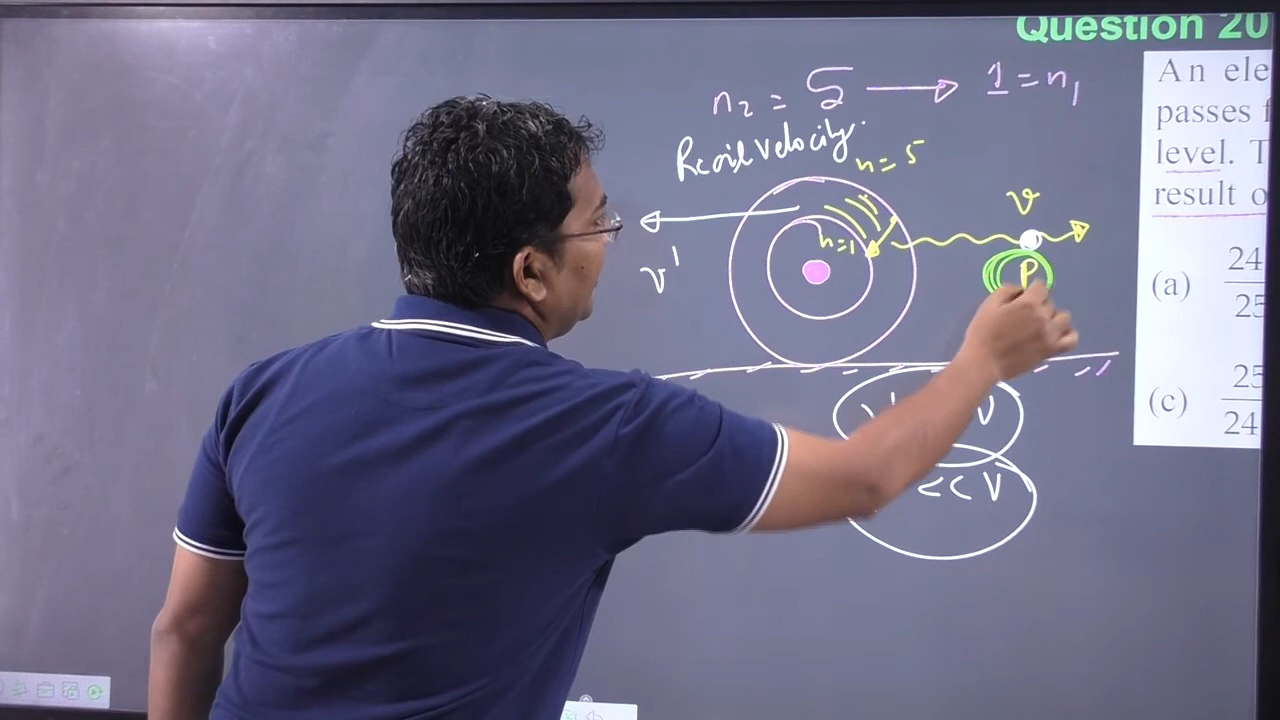 Question 20
An ele
passes f
level. T
result o
(a) 24
25
(c) 25
24
n₂ = 5 → 1 = n₁
Recoil velocity.
n = 5
n=1
v
v'
P
V
<< V